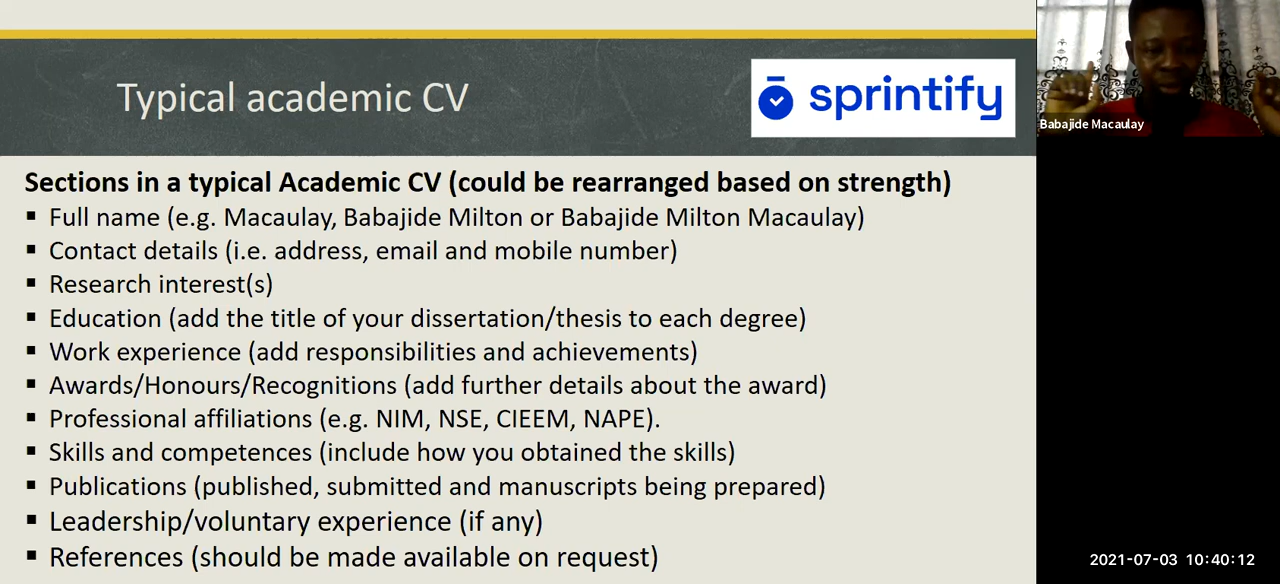 Typical academic CV
sprintify
Babajide Macaulay
Sections in a typical Academic CV (could be rearranged based on strength)
▪ Full name (e.g. Macaulay, Babajide Milton or Babajide Milton Macaulay)
▪ Contact details (i.e. address, email and mobile number)
▪ Research interest(s)
▪ Education (add the title of your dissertation/thesis to each degree)
▪ Work experience (add responsibilities and achievements)
▪ Awards/Honours/Recognitions (add further details about the award)
▪ Professional affiliations (e.g. NIM, NSE, CIEEM, NAPE).
▪ Skills and competences (include how you obtained the skills)
▪ Publications (published, submitted and manuscripts being prepared)
▪ Leadership/voluntary experience (if any)
▪ References (should be made available on request)
2021-07-03 10:40:12